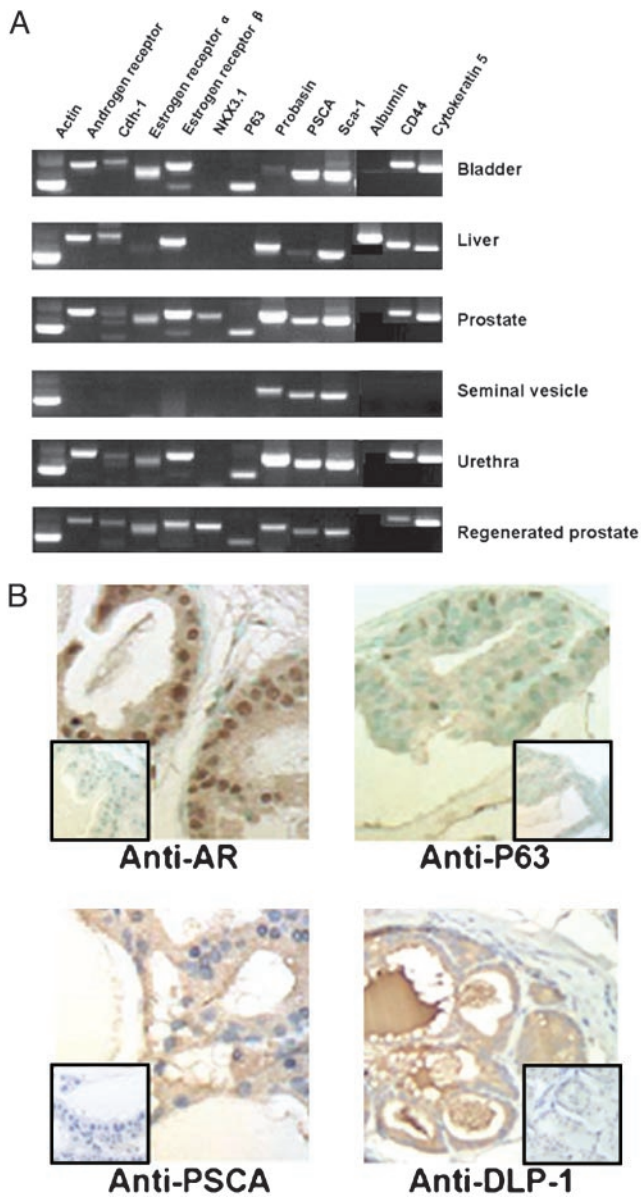 A
Actin
Androgen receptor
Cdh-1
Estrogen receptor α
Estrogen receptor β
NKX3.1
P63
Probasin
PSCA
Sca-1
Albumin
CD44
Cytokeratin 5
Bladder
Liver
Prostate
Seminal vesicle
Urethra
Regenerated prostate
B
Anti-AR
Anti-P63
Anti-PSCA
Anti-DLP-1